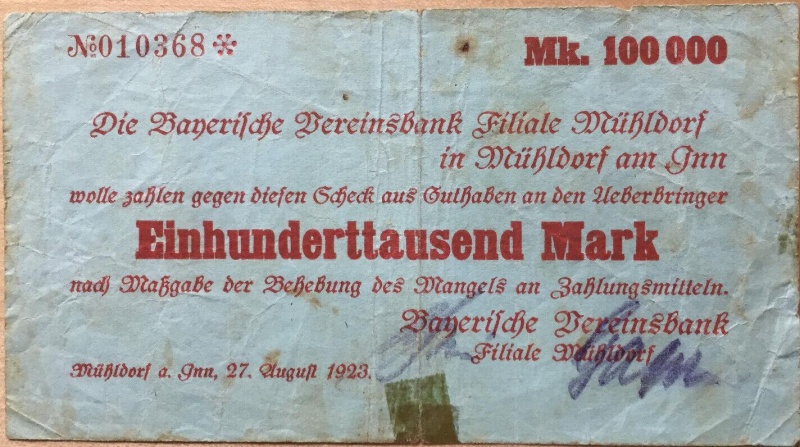 № 010368 *
Mk. 100 000
Die Bayerische Vereinsbank Filiale Mühldorf
in Mühldorf am Inn
wolle zahlen gegen diesen Scheck aus Guthaben an den Ueberbringer
Einhunderttausend Mark
nach Maßgabe der Behebung des Mangels an Zahlungsmitteln.
Bayerische Vereinsbank
Filiale Mühldorf
Mühldorf a. Inn, 27. August 1923.